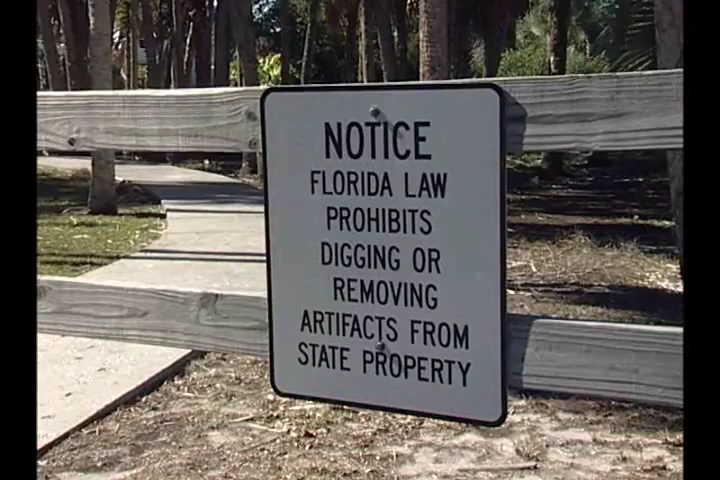 NOTICE
FLORIDA LAW
PROHIBITS
DIGGING OR
REMOVING
ARTIFACTS FROM
STATE PROPERTY